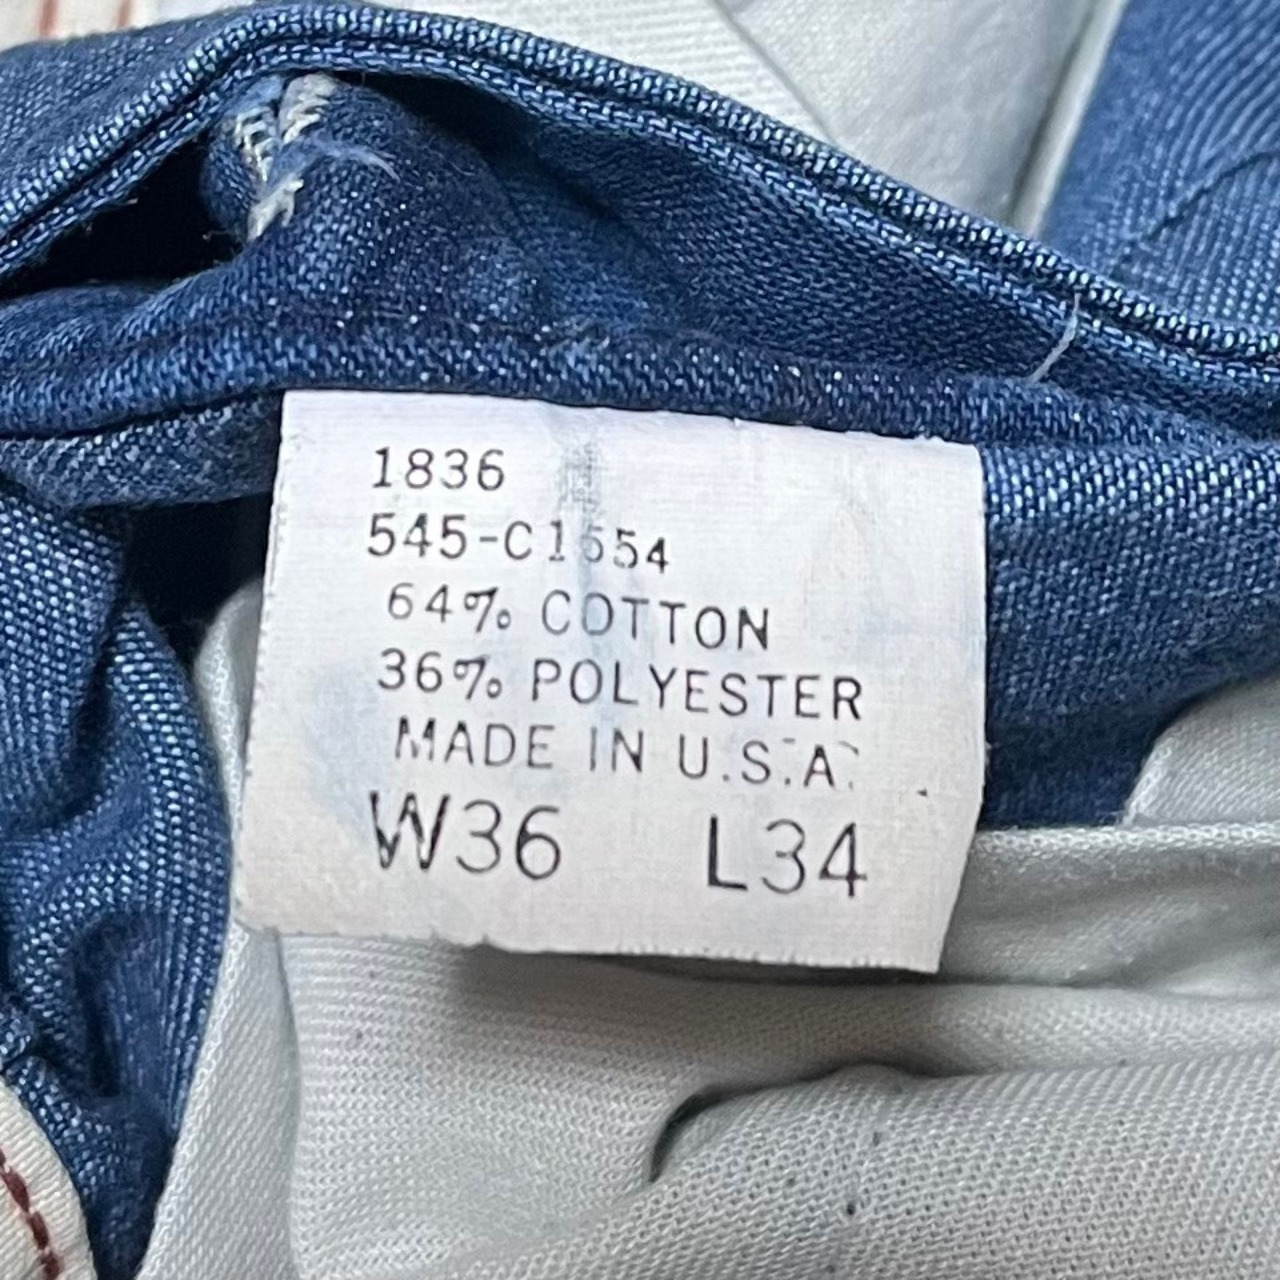 1836
545-C1554
64% COTTON
36% POLYESTER
MADE IN U.S.A.
W36 L34